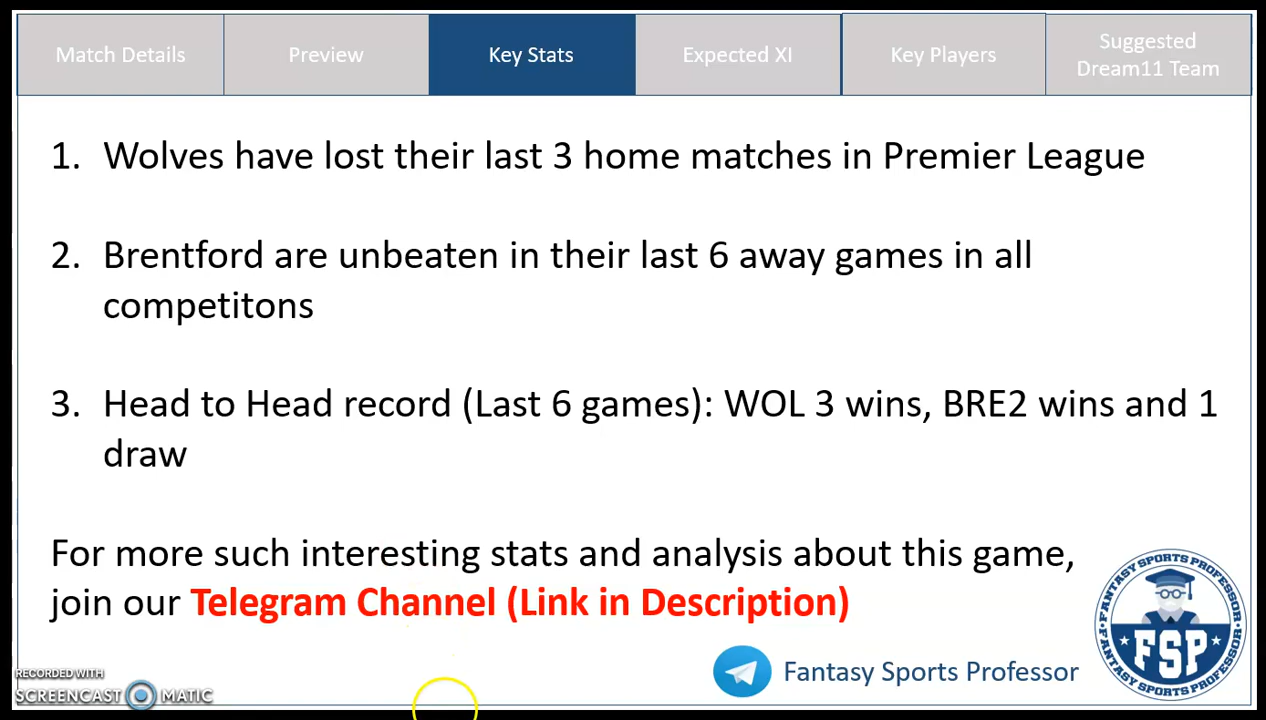 Match Details
Preview
Key Stats
Expected XI
Key Players
Suggested
Dream11 Team
1. Wolves have lost their last 3 home matches in Premier League
2. Brentford are unbeaten in their last 6 away games in all
competitons
3. Head to Head record (Last 6 games): WOL 3 wins, BRE2 wins and 1
draw
For more such interesting stats and analysis about this game,
join our Telegram Channel (Link in Description)
Fantasy Sports Professor
FANTASY SPORTS PROFESSOR
FSP
FANTASY SPORTS PROFESSOR
RECORDED WITH
SCREENCAST MATIC